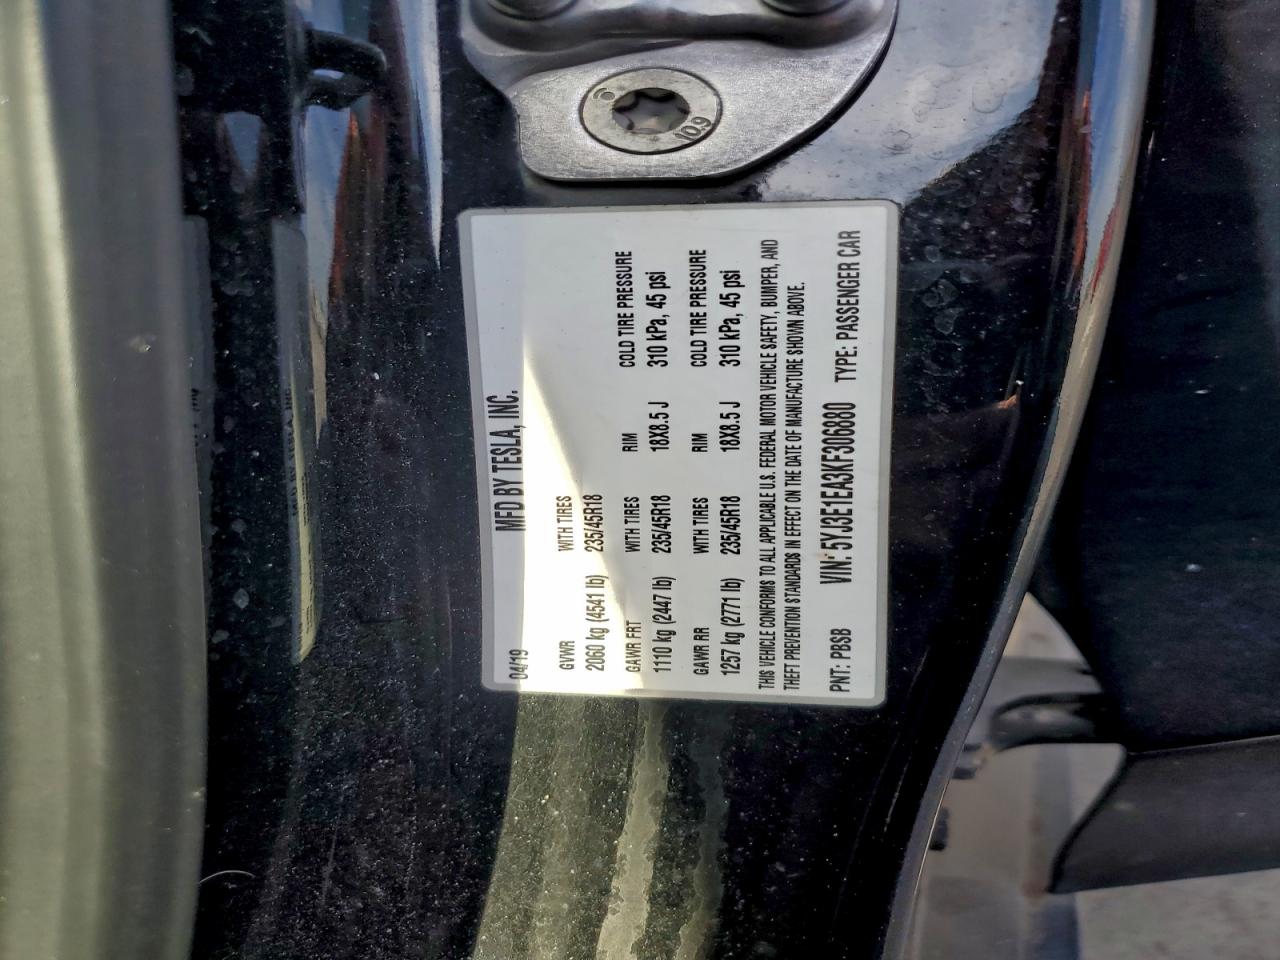 10.9
MFD BY TESLA, INC.
04/19
GVWR WITH TIRES
2060 kg (4541 lb) 235/45R18
GAWR FRT WITH TIRES RIM COLD TIRE PRESSURE
1110 kg (2447 lb) 235/45R18 18X8.5 J 310 kPa, 45 psi
GAWR RR WITH TIRES RIM COLD TIRE PRESSURE
1257 kg (2771 lb) 235/45R18 18X8.5 J 310 kPa, 45 psi
THIS VEHICLE CONFORMS TO ALL APPLICABLE U.S. FEDERAL MOTOR VEHICLE SAFETY, BUMPER, AND
THEFT PREVENTION STANDARDS IN EFFECT ON THE DATE OF MANUFACTURE SHOWN ABOVE.
PNT: PBSB VIN: 5YJ3E1EA3KF306880 TYPE: PASSENGER CAR